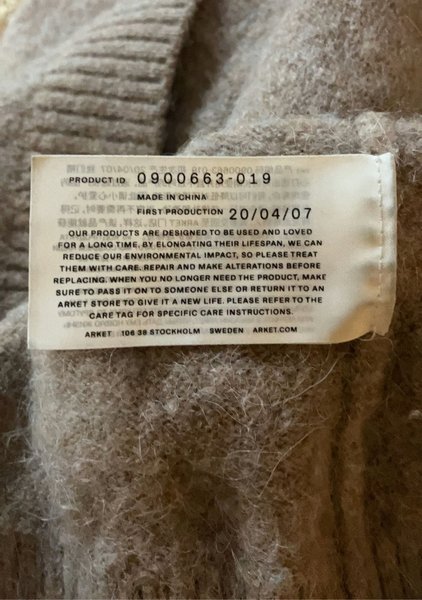 PRODUCT ID 0900663-019
MADE IN CHINA
FIRST PRODUCTION 20/04/07
OUR PRODUCTS ARE DESIGNED TO BE USED AND LOVED
FOR A LONG TIME. BY ELONGATING THEIR LIFESPAN, WE CAN
REDUCE OUR ENVIRONMENTAL IMPACT, SO PLEASE TREAT
THEM WITH CARE. REPAIR AND MAKE ALTERATIONS BEFORE
REPLACING. WHEN YOU NO LONGER NEED THE PRODUCT, MAKE
SURE TO PASS IT ON TO SOMEONE ELSE OR RETURN IT TO AN
ARKET STORE TO GIVE IT A NEW LIFE. PLEASE REFER TO THE
CARE TAG FOR SPECIFIC CARE INSTRUCTIONS.
ARKET 106 38 STOCKHOLM SWEDEN ARKET.COM